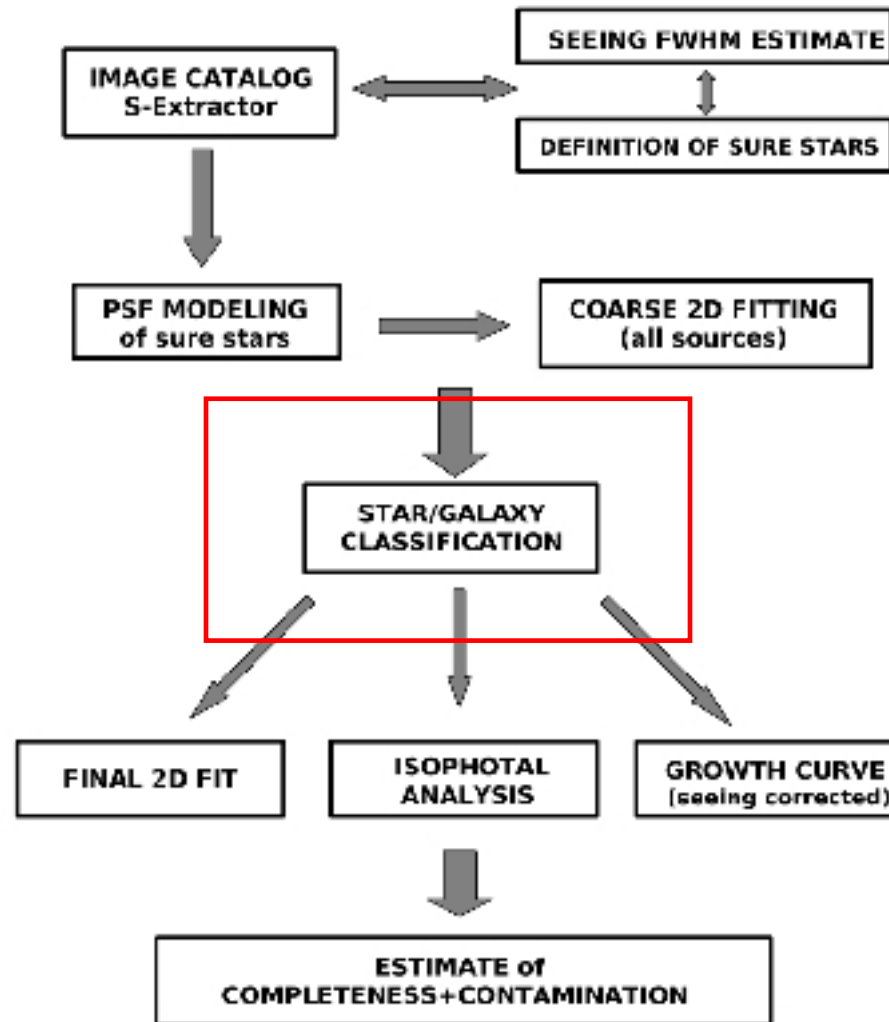 SEEING FWHM ESTIMATE
IMAGE CATALOG
S-Extractor
DEFINITION OF SURE STARS
PSF MODELING
of sure stars
COARSE 2D FITTING
(all sources)
STAR/GALAXY
CLASSIFICATION
FINAL 2D FIT
ISOPHOTAL
ANALYSIS
GROWTH CURVE
(seeing corrected)
ESTIMATE of
COMPLETENESS+CONTAMINATION